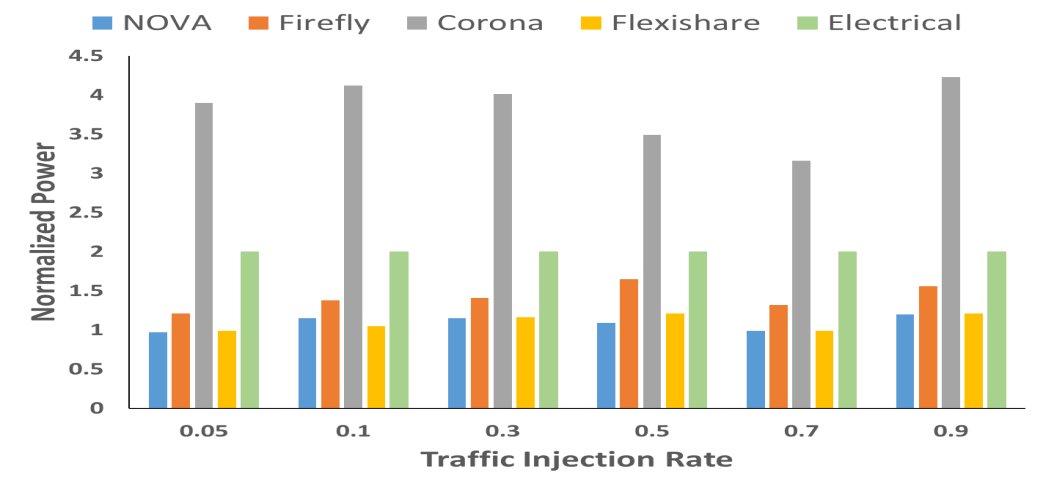 NOVA Firefly Corona Flexishare Electrical
4.5
4
3.5
3
2.5
2
1.5
1
0.5
0
Normalized Power
0.05 0.1 0.3 0.5 0.7 0.9
Traffic Injection Rate